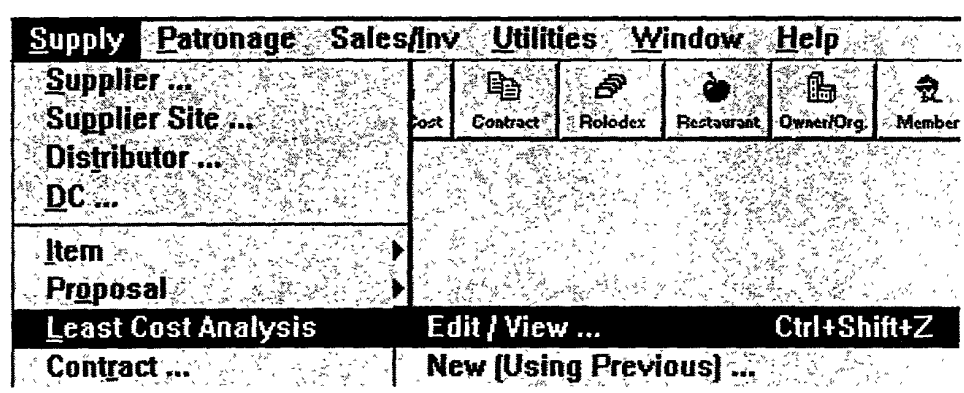 Supply Patronage Sales/Inv Utilities Window Help
Supplier ...
Supplier Site ...
Distributor ...
DC ...
Cost Contract Rolodex Restaurant Owner/Org. Member
Item
Proposal
Least Cost Analysis Edit / View ... Ctrl+Shift+Z
Contract ... New (Using Previous) ...